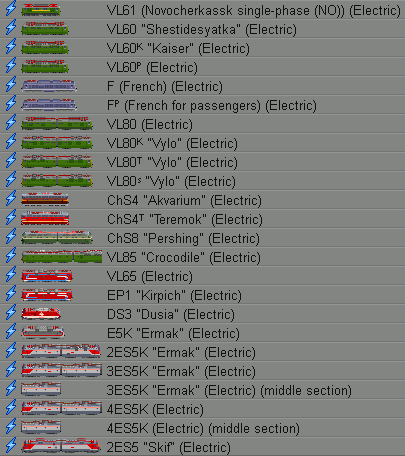 VL61 (Novocherkassk single-phase (NO)) (Electric)
VL60 "Shestidesyatka" (Electric)
VL60ᴷ "Kaiser" (Electric)
VL60ᵖ (Electric)
F (French) (Electric)
Fᴾ (French for passengers) (Electric)
VL80 (Electric)
VL80ᴷ "Vylo" (Electric)
VL80ᵀ "Vylo" (Electric)
VL80ˢ "Vylo" (Electric)
ChS4 "Akvarium" (Electric)
ChS4ᵀ "Teremok" (Electric)
ChS8 "Pershing" (Electric)
VL85 "Crocodile" (Electric)
VL65 (Electric)
EP1 "Kirpich" (Electric)
DS3 "Dusia" (Electric)
E5K "Ermak" (Electric)
2ES5K "Ermak" (Electric)
3ES5K "Ermak" (Electric)
3ES5K "Ermak" (Electric) (middle section)
4ES5K (Electric)
4ES5K (Electric) (middle section)
2ES5 "Skif" (Electric)